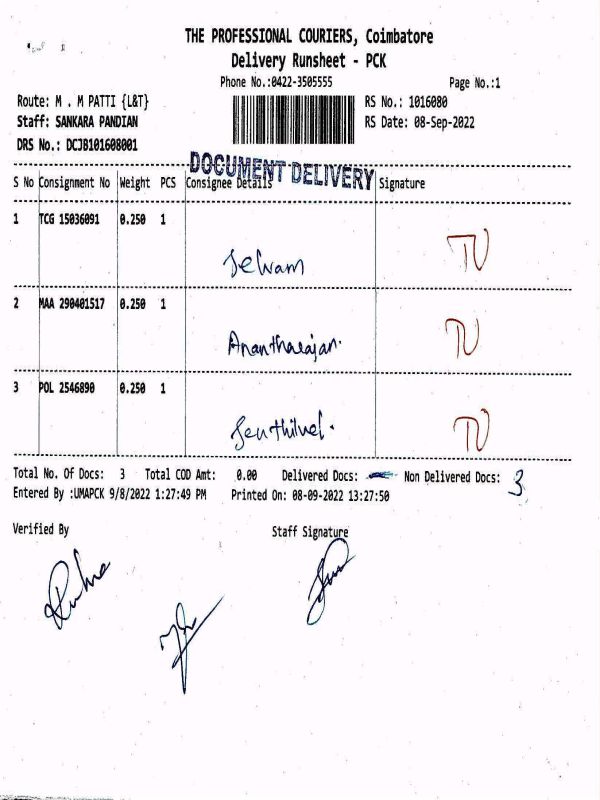 THE PROFESSIONAL COURIERS, Coimbatore
Delivery Runsheet - PCK
Phone No.:0422-3505555 Page No.:1
Route: M . M PATTI {L&T} RS No.: 1016080
Staff: SANKARA PANDIAN RS Date: 08-Sep-2022
DRS No.: DCJB101608001
DOCUMENT DELIVERY
S No Consignment No Weight PCS Consignee Details Signature
1 TCG 15036091 0.250 1
Selvam TU
2 MAA 290401517 0.250 1
Anantharajan. TU
3 POL 2546890 0.250 1
Senthilvel. TU
Total No. Of Docs: 3 Total COD Amt: 0.00 Delivered Docs: Non Delivered Docs: 3
Entered By :UMAPCK 9/8/2022 1:27:49 PM Printed On: 08-09-2022 13:27:50
Verified By Staff Signature